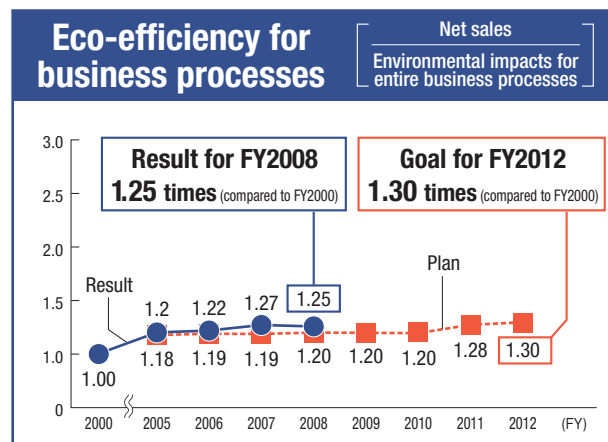 Eco-efficiency for
business processes
Net sales
Environmental impacts for
entire business processes
3.0
2.5
2.0
1.5
1.0
0
Result for FY2008
1.25 times (compared to FY2000)
Goal for FY2012
1.30 times (compared to FY2000)
Result
Plan
1.2 1.22 1.27 1.25
1.00
1.18 1.19 1.19 1.20 1.20 1.20 1.28 1.30
2000 2005 2006 2007 2008 2009 2010 2011 2012 (FY)